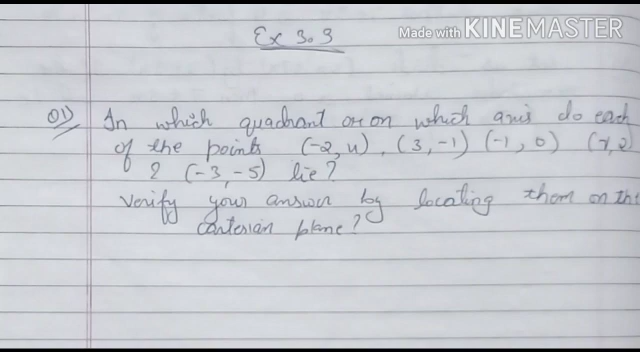 Made with KINEMASTER
Ex 3.3
Q1) In which quadrant or on which axis do each
of the points (-2, 4), (3, -1) (-1, 0) (1, 2)
& (-3, -5) lie?
Verify your answer by locating them on the
cartesian plane?